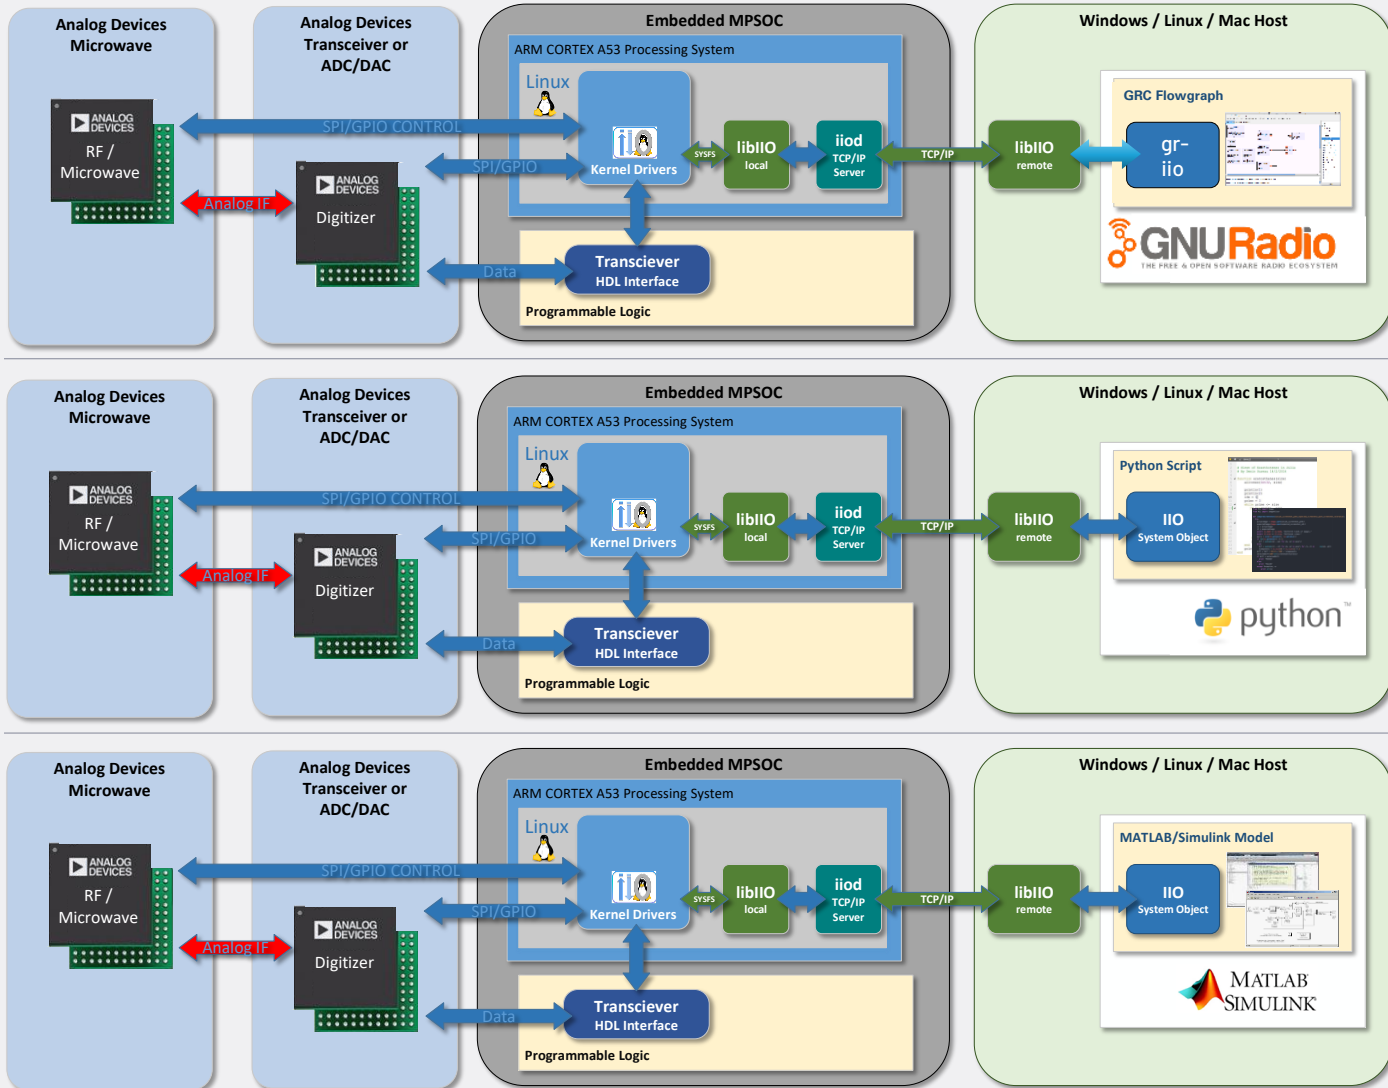 Analog Devices
Microwave
Analog Devices
Transceiver or
ADC/DAC
Embedded MPSOC
Windows / Linux / Mac Host
ARM CORTEX A53 Processing System
Linux
ANALOG
DEVICES
RF /
Microwave
SPI/GPIO CONTROL
SPI/GPIO
Analog IF
ANALOG
DEVICES
Digitizer
Data
Kernel Drivers
SYSFS
libIIO
local
iiod
TCP/IP
Server
TCP/IP
libIIO
remote
GRC Flowgraph
gr-
iio
GNURadio
THE FREE & OPEN SOFTWARE RADIO ECOSYSTEM
Transciever
HDL Interface
Programmable Logic
Analog Devices
Microwave
Analog Devices
Transceiver or
ADC/DAC
Embedded MPSOC
Windows / Linux / Mac Host
ARM CORTEX A53 Processing System
Linux
ANALOG
DEVICES
RF /
Microwave
SPI/GPIO CONTROL
SPI/GPIO
Analog IF
ANALOG
DEVICES
Digitizer
Data
Kernel Drivers
SYSFS
libIIO
local
iiod
TCP/IP
Server
TCP/IP
libIIO
remote
Python Script
IIO
System Object
python™
Transciever
HDL Interface
Programmable Logic
Analog Devices
Microwave
Analog Devices
Transceiver or
ADC/DAC
Embedded MPSOC
Windows / Linux / Mac Host
ARM CORTEX A53 Processing System
Linux
ANALOG
DEVICES
RF /
Microwave
SPI/GPIO CONTROL
SPI/GPIO
Analog IF
ANALOG
DEVICES
Digitizer
Data
Kernel Drivers
SYSFS
libIIO
local
iiod
TCP/IP
Server
TCP/IP
libIIO
remote
MATLAB/Simulink Model
IIO
System Object
MATLAB
SIMULINK
Transciever
HDL Interface
Programmable Logic